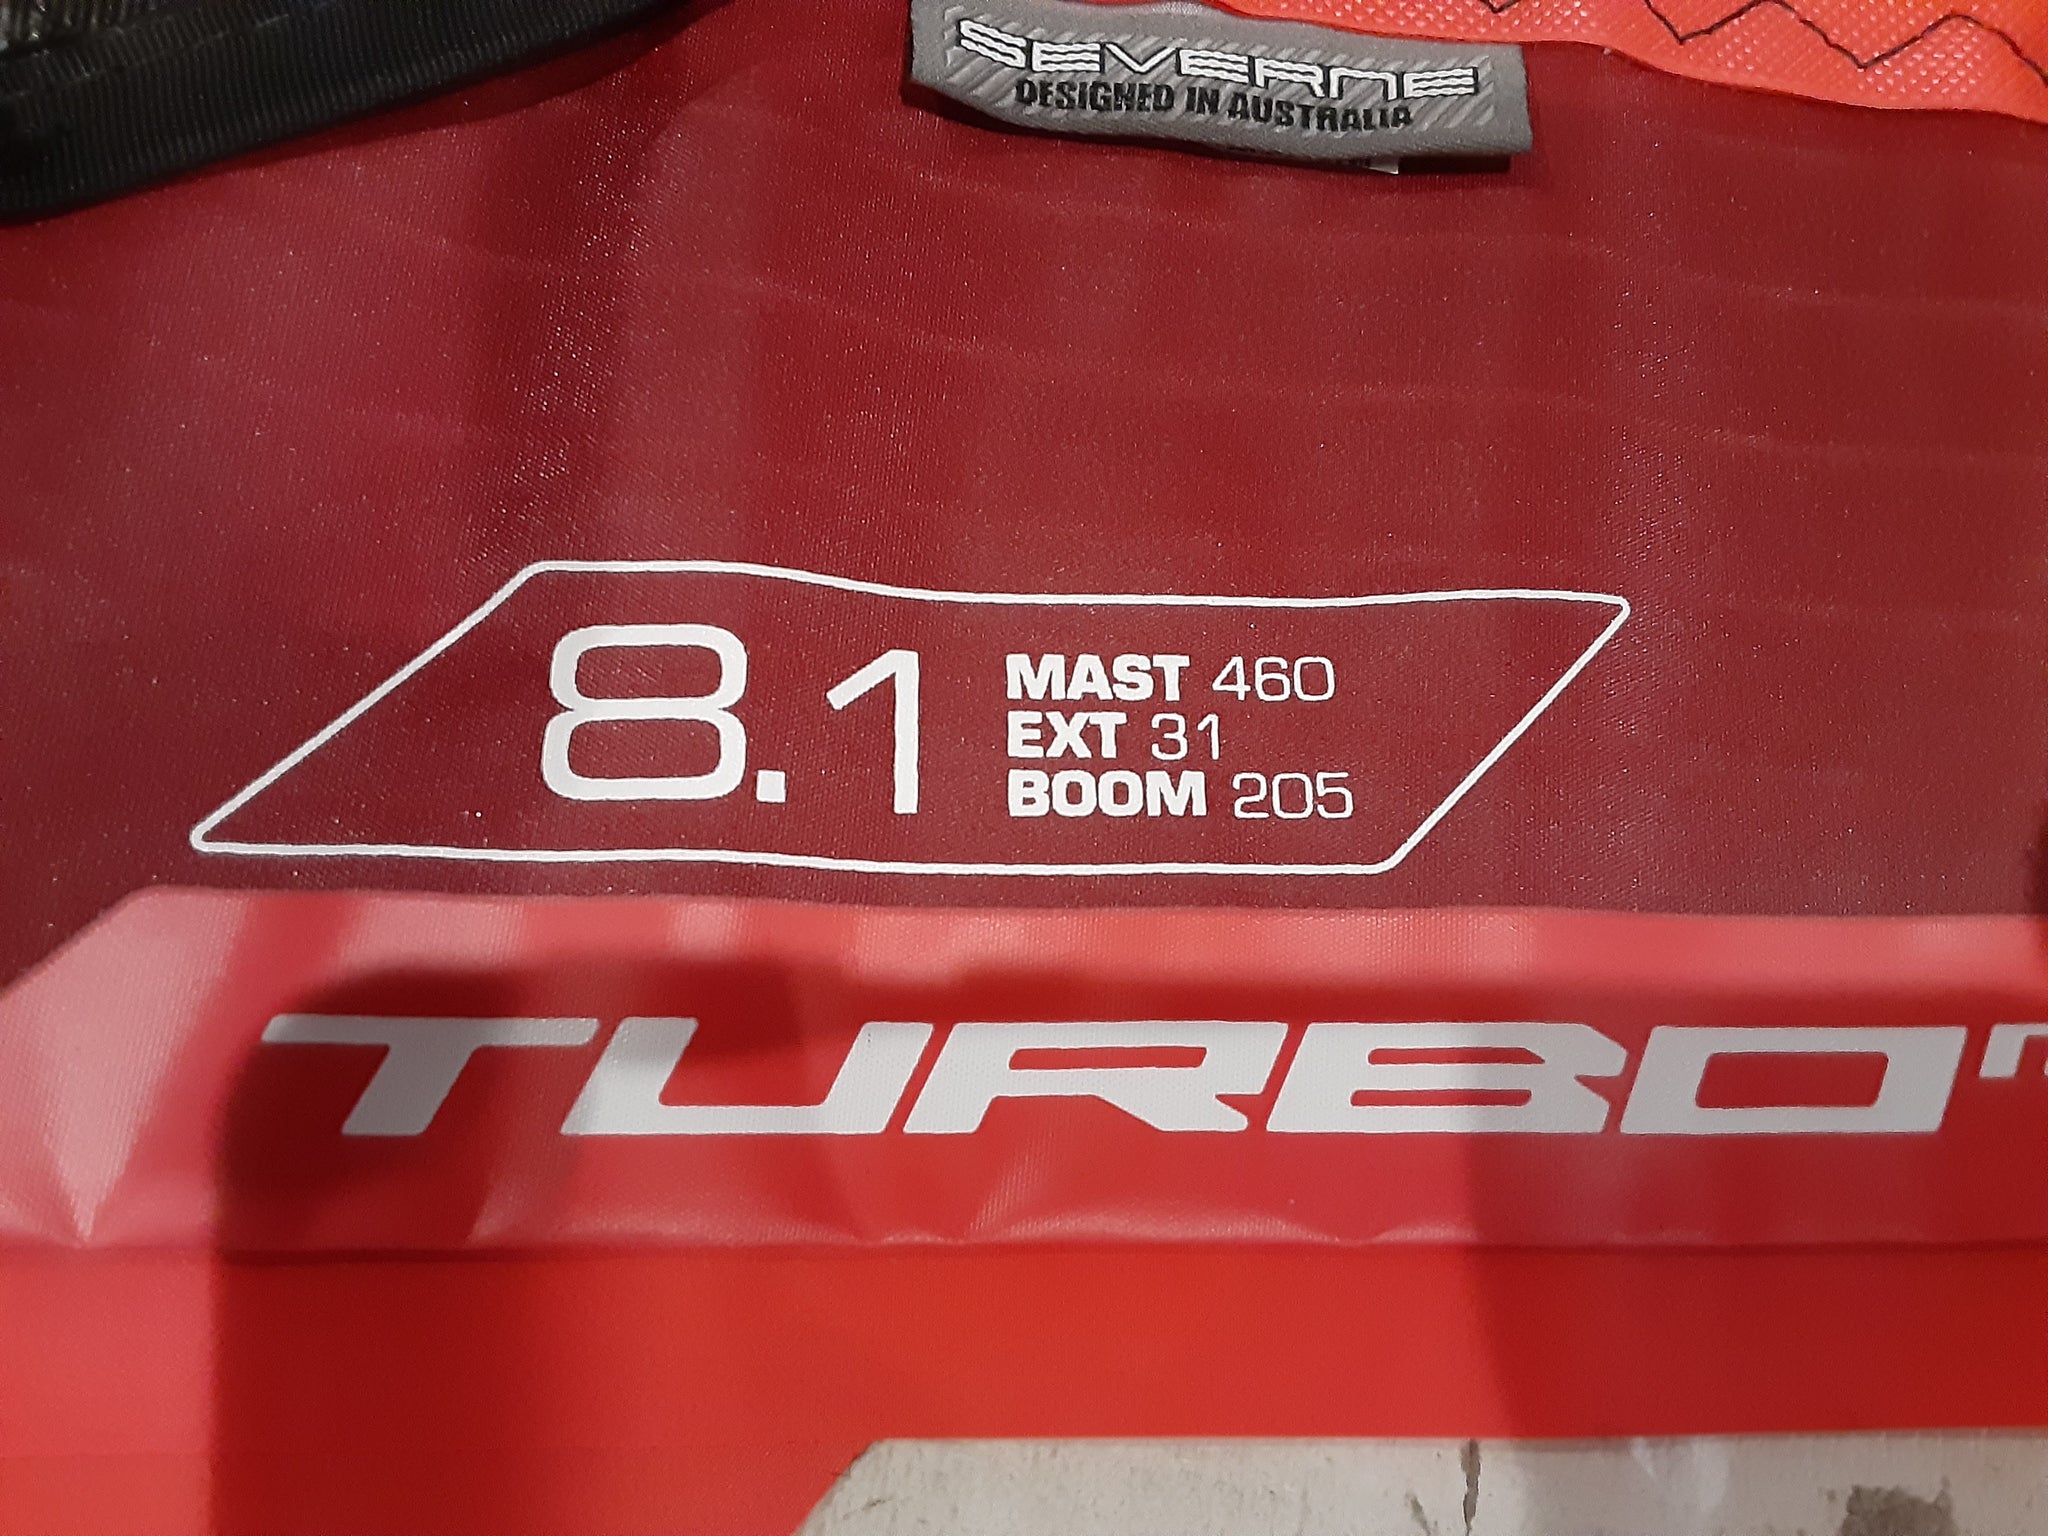 SEVERNE
DESIGNED IN AUSTRALIA
8.1
MAST 460
EXT 31
BOOM 205
TURBO